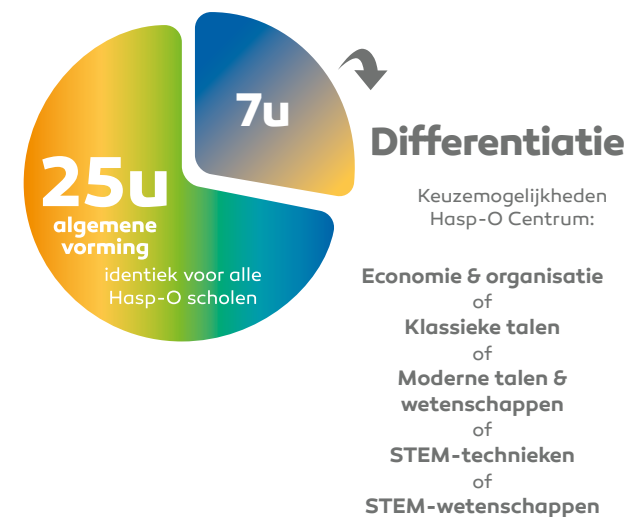 7u
25u
algemene
vorming
identiek voor alle
Hasp-O scholen
Differentiatie
Keuzemogelijkheden
Hasp-O Centrum:
Economie & organisatie
of
Klassieke talen
of
Moderne talen &
wetenschappen
of
STEM-technieken
of
STEM-wetenschappen